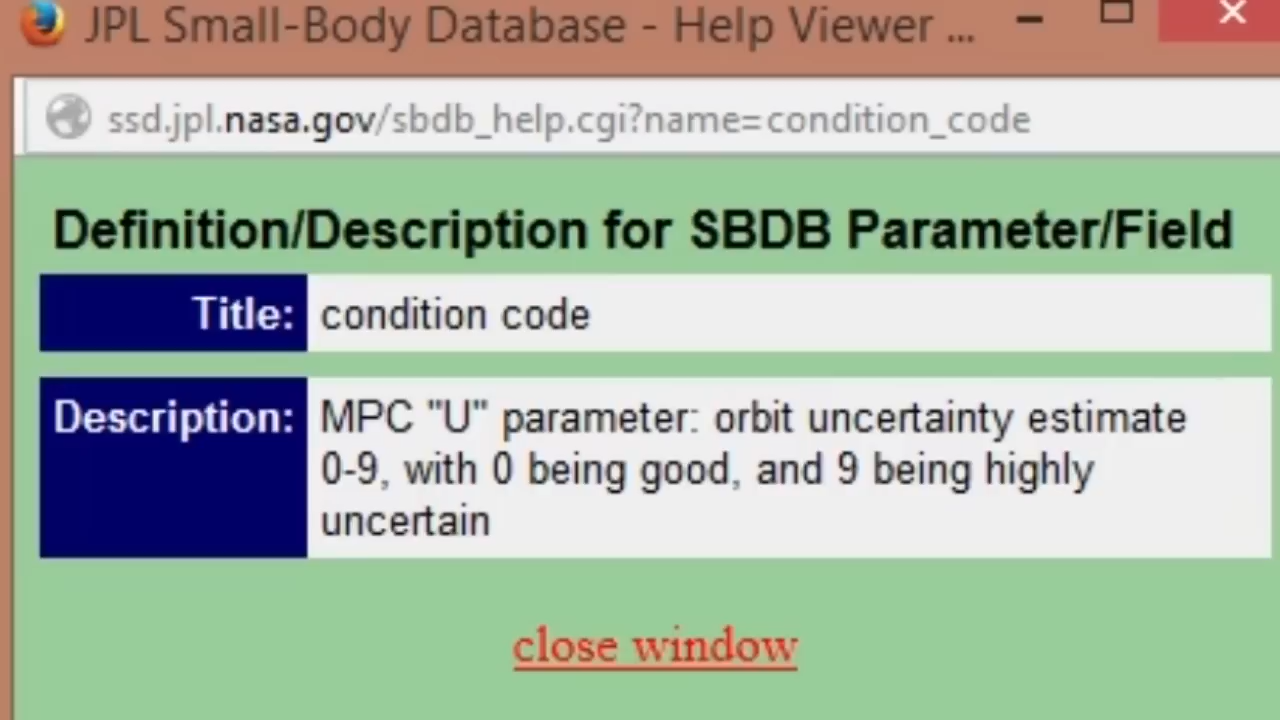 JPL Small-Body Database - Help Viewer ...
ssd.jpl.nasa.gov/sbdb_help.cgi?name=condition_code
Definition/Description for SBDB Parameter/Field
Title: condition code
Description: MPC "U" parameter: orbit uncertainty estimate
0-9, with 0 being good, and 9 being highly
uncertain
close window